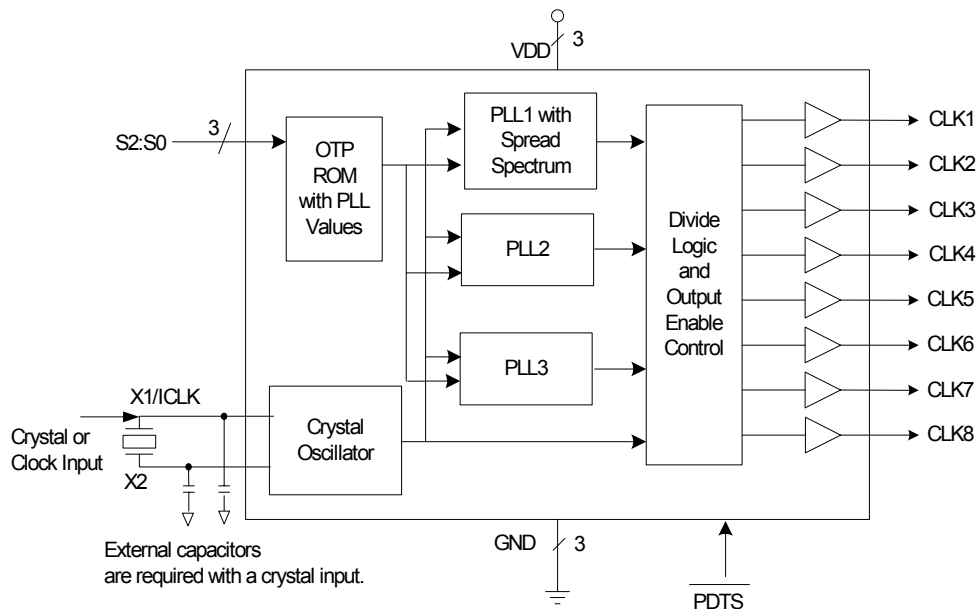 VDD
3
S2:S0
3
OTP
ROM
with PLL
Values
PLL1 with
Spread
Spectrum
PLL2
PLL3
Divide
Logic
and
Output
Enable
Control
CLK1
CLK2
CLK3
CLK4
CLK5
CLK6
CLK7
CLK8
X1/ICLK
Crystal or
Clock Input
X2
Crystal
Oscillator
External capacitors
are required with a crystal input.
GND
3
PDTS